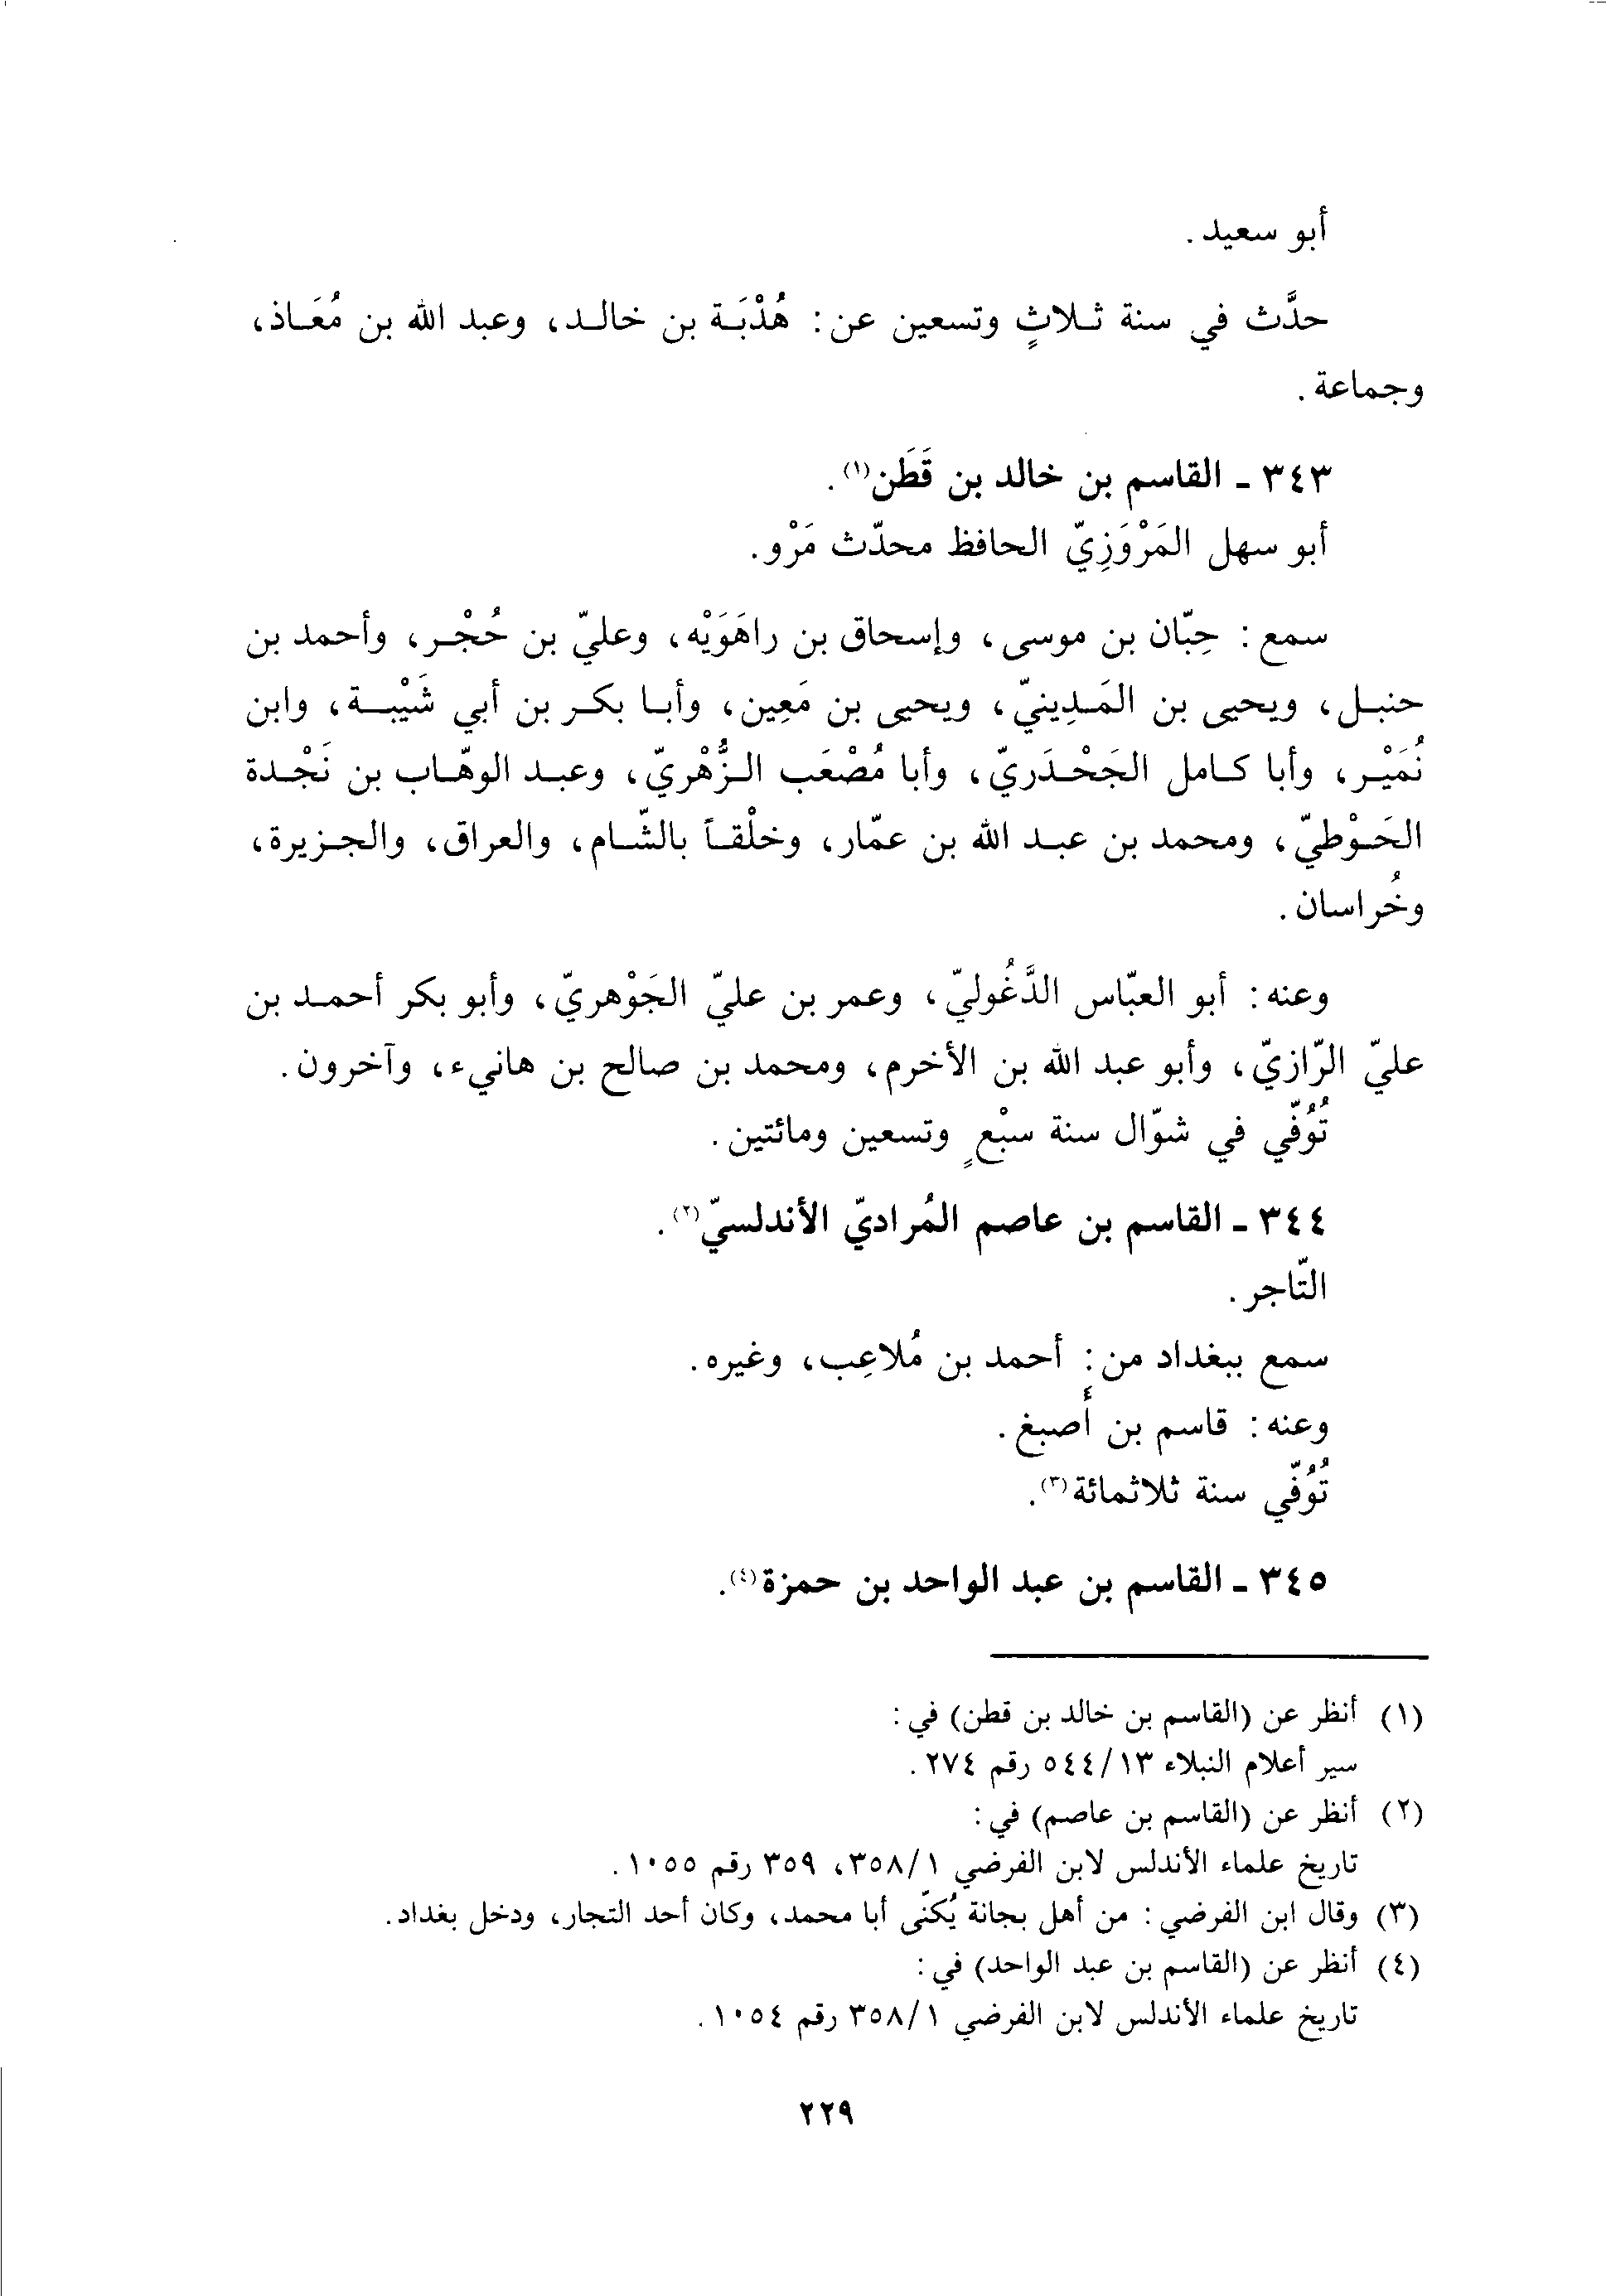 أبو سعيد.
حدَّث في سنة ثلاثٍ وتسعين عن: هُدْبَة بن خالد، وعبد الله بن مُعَاذ،
وجماعة.
٣٤٣ - القاسم بن خالد بن قَطَن(١).
أبو سهل المَرْوَزِيّ الحافظ محدّث مَرْو.
سمع: حِبّان بن موسى، وإسحاق بن راهَوَيْه، وعليّ بن حُجْر، وأحمد بن
حنبل، ويحيى بن المَدِينيّ، ويحيى بن مَعِين، وأبا بكر بن أبي شَيْبة، وابن
نُمَيْر، وأبا كامل الجَحْدَريّ، وأبا مُصْعَب الزُّهْريّ، وعبد الوهّاب بن نَجْدة
الحَوْطيّ، ومحمد بن عبد الله بن عمّار، وخلْقاً بالشّام، والعراق، والجزيرة،
وخُراسان.
وعنه: أبو العبّاس الدَّغُوليّ، وعمر بن عليّ الجَوْهريّ، وأبو بكر أحمد بن
عليّ الرّازيّ، وأبو عبد الله بن الأخرم، ومحمد بن صالح بن هانيء، وآخرون.
تُوُفّي في شوّال سنة سبْعٍ وتسعين ومائتين.
٣٤٤ - القاسم بن عاصم المُراديّ الأندلسيّ(٢).
التّاجر.
سمع ببغداد من: أحمد بن مُلاعِب، وغيره.
وعنه: قاسم بن أصبغ.
تُوُفّي سنة ثلاثمائة(٣).
٣٤٥ - القاسم بن عبد الواحد بن حمزة(٤).
(١) أنظر عن (القاسم بن خالد بن قطن) في:
سير أعلام النبلاء ١٣/٥٤٤ رقم ٢٧٤.
(٢) أنظر عن (القاسم بن عاصم) في:
تاريخ علماء الأندلس لابن الفرضي ١/٣٥٨، ٣٥٩ رقم ١٠٥٥.
(٣) وقال ابن الفرضي: من أهل بجانة يُكنّى أبا محمد، وكان أحد التجار، ودخل بغداد.
(٤) أنظر عن (القاسم بن عبد الواحد) في:
تاريخ علماء الأندلس لابن الفرضي ١/٣٥٨ رقم ١٠٥٤.
٢٢٩